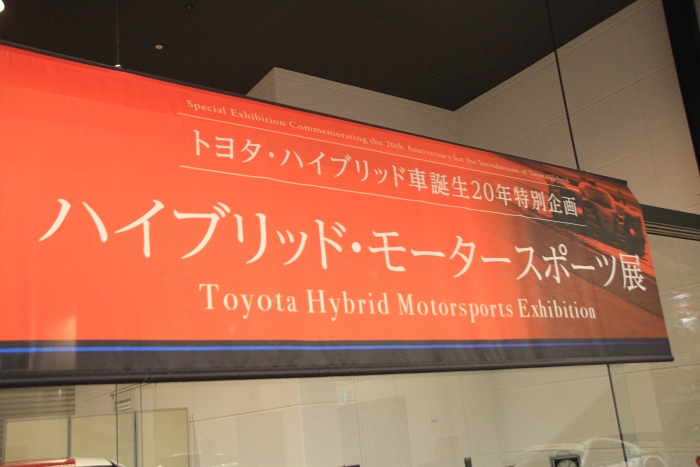 Special Exhibition Commemorating the 20th Anniversary for the Introduction of Toyota Hybrid
トヨタ・ハイブリッド車誕生20年特別企画
ハイブリッド・モータースポーツ展
Toyota Hybrid Motorsports Exhibition